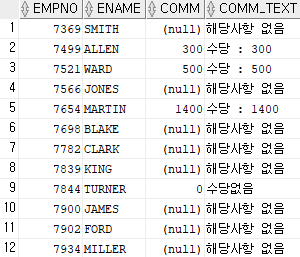 EMPNO ENAME COMM COMM_TEXT
1 7369 SMITH (null) 해당사항 없음
2 7499 ALLEN 300 수당 : 300
3 7521 WARD 500 수당 : 500
4 7566 JONES (null) 해당사항 없음
5 7654 MARTIN 1400 수당 : 1400
6 7698 BLAKE (null) 해당사항 없음
7 7782 CLARK (null) 해당사항 없음
8 7839 KING (null) 해당사항 없음
9 7844 TURNER 0 수당없음
10 7900 JAMES (null) 해당사항 없음
11 7902 FORD (null) 해당사항 없음
12 7934 MILLER (null) 해당사항 없음